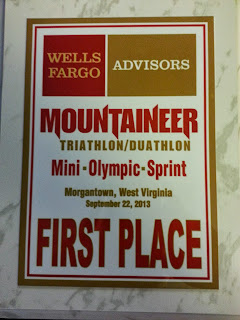 WELLS FARGO ADVISORS
MOUNTAINEER
TRIATHLON/DUATHLON
Mini - Olympic - Sprint
Morgantown, West Virginia
September 22, 2013
FIRST PLACE